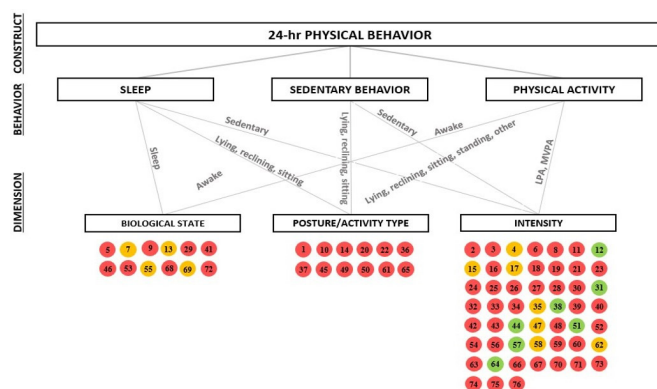 CONSTRUCT
24-hr PHYSICAL BEHAVIOR
BEHAVIOR
SLEEP
SEDENTARY BEHAVIOR
PHYSICAL ACTIVITY
Sedentary
Sedentary
Awake
Sleep
Lying, reclining, sitting
Lying, reclining, sitting
Lying, reclining, sitting, standing, other
LPA, MVPA
Awake
DIMENSION
BIOLOGICAL STATE
POSTURE/ACTIVITY TYPE
INTENSITY
5 7 9 13 29 41
46 53 55 68 69 72
1 10 14 20 22 36
37 45 49 50 61 65
2 3 4 6 8 11 12
15 16 17 18 19 21 23
24 25 26 27 28 30 31
32 33 34 35 38 39 40
42 43 44 47 48 51 52
54 56 57 58 59 60 62
63 64 66 67 70 71 73
74 75 76